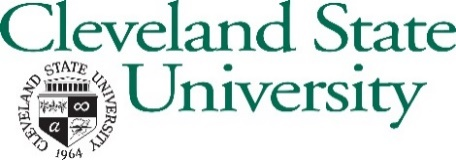 Cleveland State
University
CLEVELAND STATE UNIVERSITY
a
∞
1964